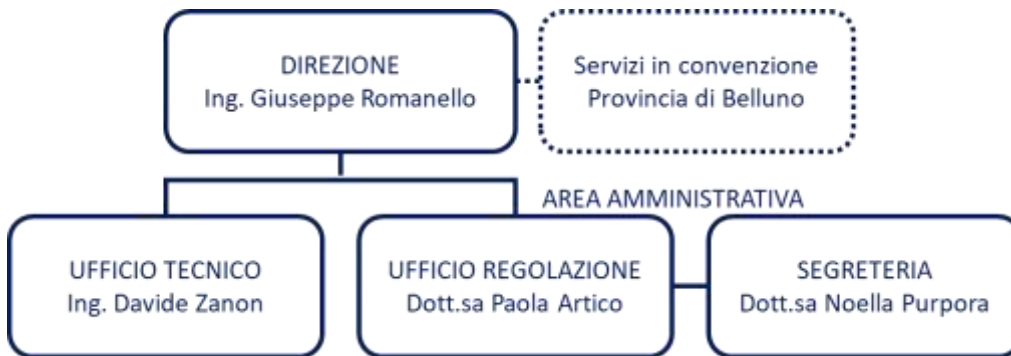 DIREZIONE
Ing. Giuseppe Romanello
Servizi in convenzione
Provincia di Belluno
AREA AMMINISTRATIVA
UFFICIO TECNICO
Ing. Davide Zanon
UFFICIO REGOLAZIONE
Dott.sa Paola Artico
SEGRETERIA
Dott.sa Noella Purpora